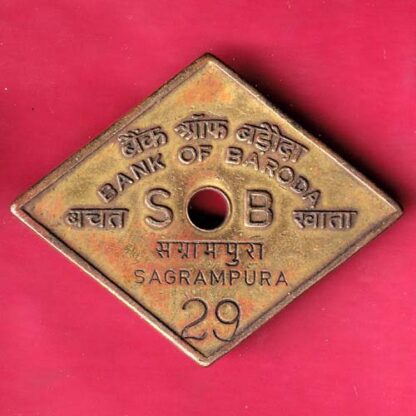 बैंक ऑफ बड़ौदा
BANK OF BARODA
बचत S B खाता
सग्रामपुरा
SAGRAMPURA
29